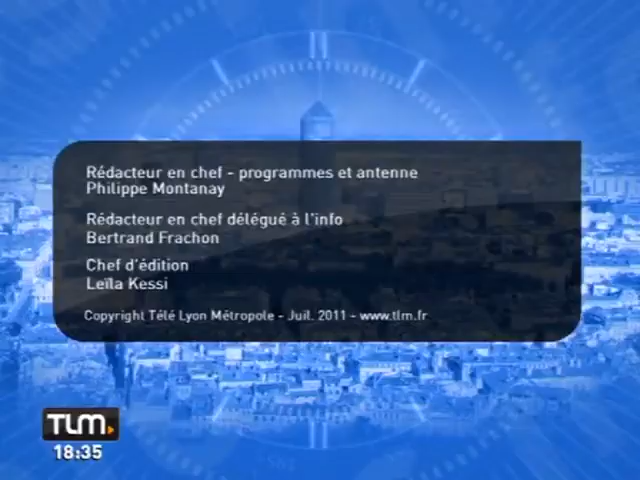 Rédacteur en chef - programmes et antenne
Philippe Montanay
Rédacteur en chef délégué à l'info
Bertrand Frachon
Chef d'édition
Leïla Kessi
Copyright Télé Lyon Métropole - Juil. 2011 - www.tlm.fr
TLM
18:35